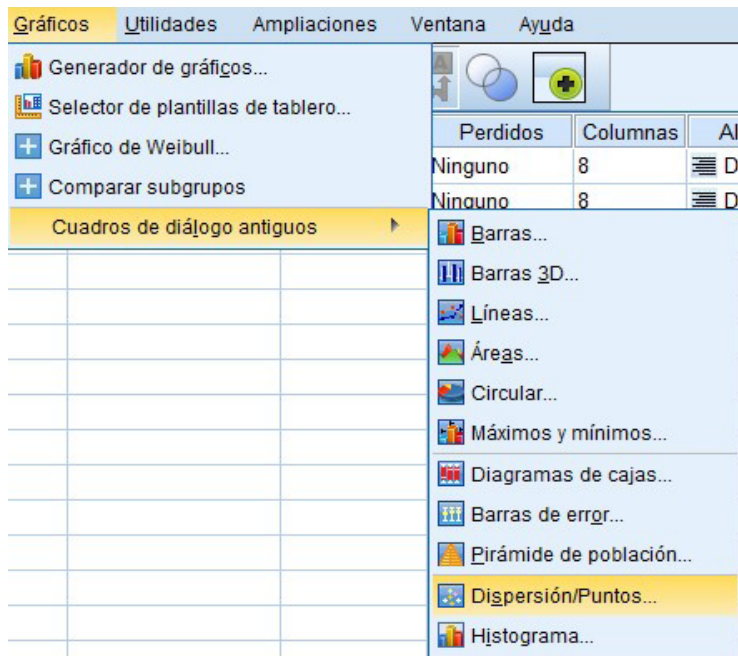 Gráficos Utilidades Ampliaciones Ventana Ayuda
Generador de gráficos...
Selector de plantillas de tablero...
Gráfico de Weibull...
Comparar subgrupos
Cuadros de diálogo antiguos
Perdidos Columnas Al
Ninguno 8 D
Ninguno 8 D
Barras...
Barras 3D...
Líneas...
Áreas...
Circular...
Máximos y mínimos...
Diagramas de cajas...
Barras de error...
Pirámide de población...
Dispersión/Puntos...
Histograma...